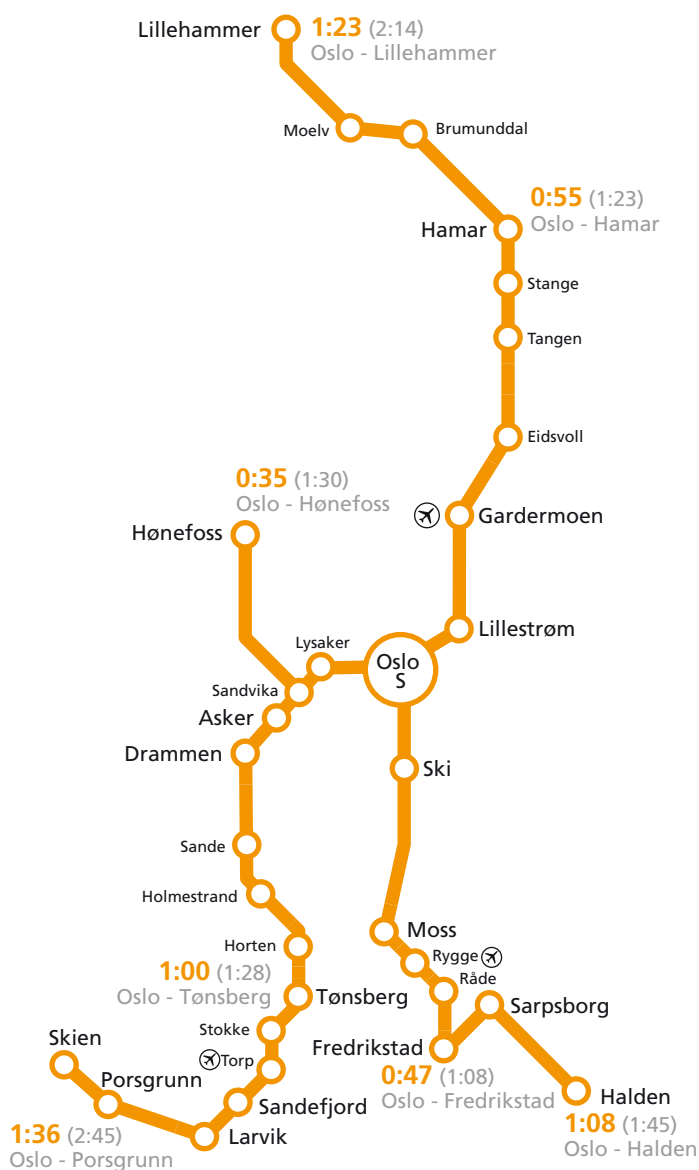 Lillehammer
1:23 (2:14)
Oslo - Lillehammer
Moelv
Brumunddal
0:55 (1:23)
Oslo - Hamar
Hamar
Stange
Tangen
Eidsvoll
0:35 (1:30)
Oslo - Hønefoss
Gardermoen
Hønefoss
Lillestrøm
Lysaker
Oslo
S
Sandvika
Asker
Drammen
Ski
Sande
Holmestrand
Moss
Horten
Rygge
1:00 (1:28)
Oslo - Tønsberg
Råde
Tønsberg
Sarpsborg
Stokke
Skien
Fredrikstad
Torp
0:47 (1:08)
Oslo - Fredrikstad
Porsgrunn
Halden
Sandefjord
1:08 (1:45)
Oslo - Halden
1:36 (2:45)
Oslo - Porsgrunn
Larvik